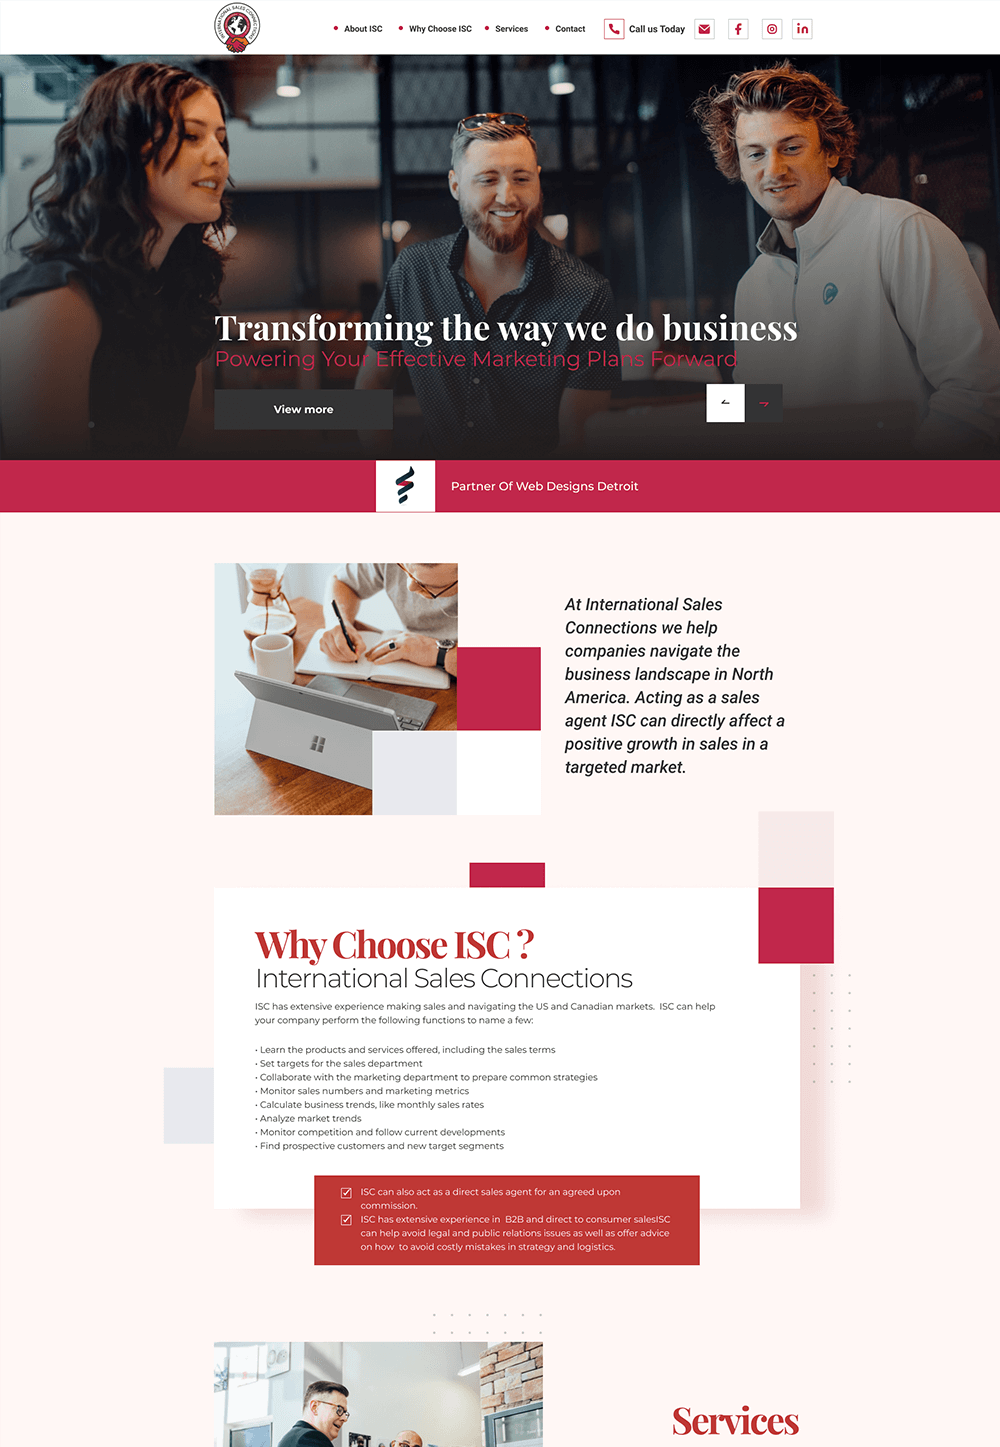 INTERNATIONAL SALES CONNECTIONS
About ISC
Why Choose ISC
Services
Contact
Call us Today
Transforming the way we do business
Powering Your Effective Marketing Plans Forward
View more
Partner Of Web Designs Detroit
At International Sales
Connections we help
companies navigate the
business landscape in North
America. Acting as a sales
agent ISC can directly affect a
positive growth in sales in a
targeted market.
Why Choose ISC ?
International Sales Connections
ISC has extensive experience making sales and navigating the US and Canadian markets. ISC can help
your company perform the following functions to name a few:
• Learn the products and services offered, including the sales terms
• Set targets for the sales department
• Collaborate with the marketing department to prepare common strategies
• Monitor sales numbers and marketing metrics
• Calculate business trends, like monthly sales rates
• Analyze market trends
• Monitor competition and follow current developments
• Find prospective customers and new target segments
ISC can also act as a direct sales agent for an agreed upon
commission.
ISC has extensive experience in B2B and direct to consumer salesISC
can help avoid legal and public relations issues as well as offer advice
on how to avoid costly mistakes in strategy and logistics.
Services